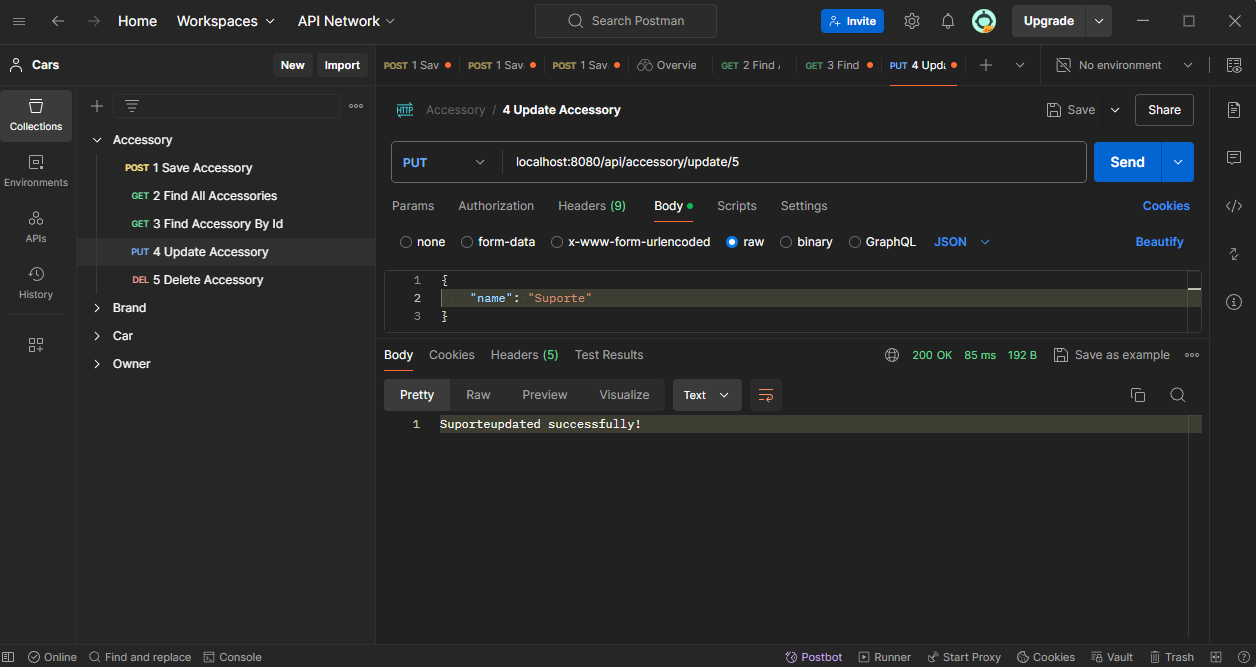 Home Workspaces API Network Search Postman Invite Upgrade
Cars New Import POST 1 Sav POST 1 Sav POST 1 Sav Overvie GET 2 Find GET 3 Find PUT 4 Upda No environment
Collections
Environments
APIs
History
Accessory
POST 1 Save Accessory
GET 2 Find All Accessories
GET 3 Find Accessory By Id
PUT 4 Update Accessory
DEL 5 Delete Accessory
Brand
Car
Owner
HTTP Accessory / 4 Update Accessory Save Share
PUT localhost:8080/api/accessory/update/5 Send
Params Authorization Headers (9) Body Scripts Settings Cookies
none form-data x-www-form-urlencoded raw binary GraphQL JSON Beautify
1 {
2 "name": "Suporte"
3 }
Body Cookies Headers (5) Test Results 200 OK 85 ms 192 B Save as example
Pretty Raw Preview Visualize Text
1 Suporteupdated successfully!
Online Find and replace Console Postbot Runner Start Proxy Cookies Vault Trash